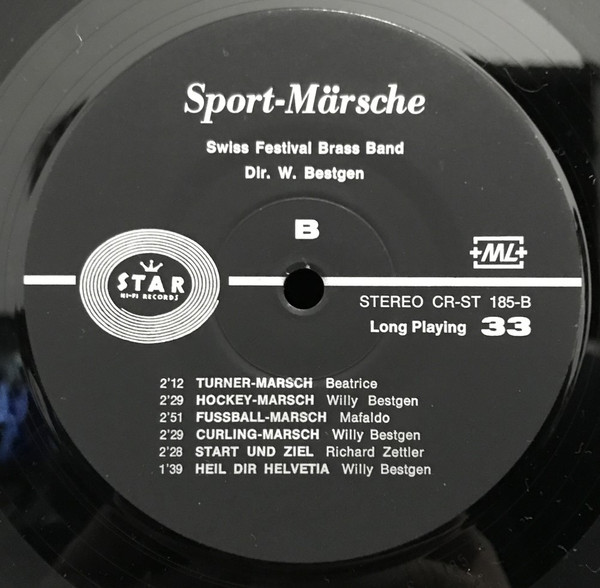 Sport-Märsche
Swiss Festival Brass Band
Dir. W. Bestgen
B
ML
STAR
HI-FI RECORDS
STEREO CR-ST 185-B
Long Playing 33
2'12 TURNER-MARSCH Beatrice
2'29 HOCKEY-MARSCH Willy Bestgen
2'51 FUSSBALL-MARSCH Mafaldo
2'29 CURLING-MARSCH Willy Bestgen
2'28 START UND ZIEL Richard Zettler
1'39 HEIL DIR HELVETIA Willy Bestgen